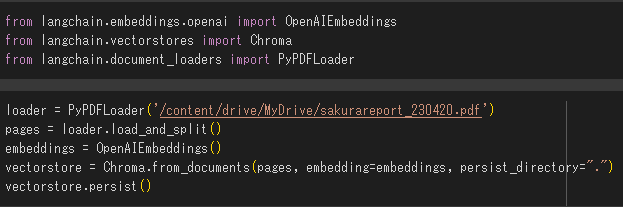 from langchain.embeddings.openai import OpenAIEmbeddings
from langchain.vectorstores import Chroma
from langchain.document_loaders import PyPDFLoader
loader = PyPDFLoader('/content/drive/MyDrive/sakurareport_230420.pdf')
pages = loader.load_and_split()
embeddings = OpenAIEmbeddings()
vectorstore = Chroma.from_documents(pages, embedding=embeddings, persist_directory=".")
vectorstore.persist()